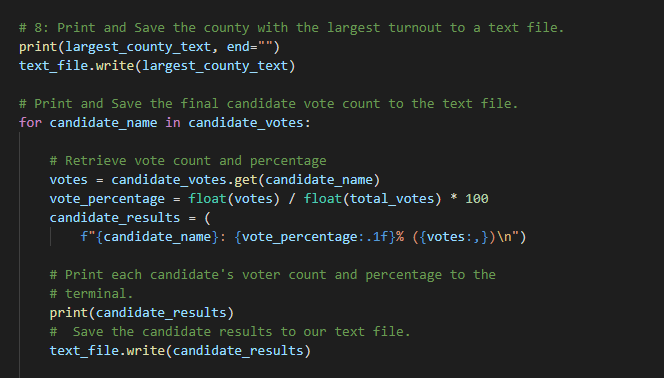 # 8: Print and Save the county with the largest turnout to a text file.
print(largest_county_text, end="")
text_file.write(largest_county_text)
# Print and Save the final candidate vote count to the text file.
for candidate_name in candidate_votes:
# Retrieve vote count and percentage
votes = candidate_votes.get(candidate_name)
vote_percentage = float(votes) / float(total_votes) * 100
candidate_results = (
f"{candidate_name}: {vote_percentage:.1f}% ({votes:,})\n")
# Print each candidate's voter count and percentage to the
# terminal.
print(candidate_results)
#  Save the candidate results to our text file.
text_file.write(candidate_results)